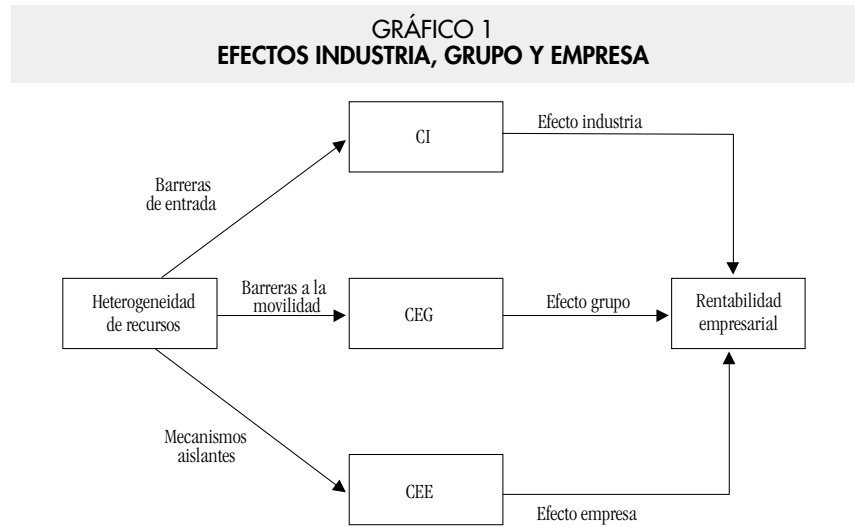 GRÁFICO 1
EFECTOS INDUSTRIA, GRUPO Y EMPRESA
CI
Efecto industria
Barreras
de entrada
Heterogeneidad
de recursos
Barreras a la
movilidad
CEG
Efecto grupo
Rentabilidad
empresarial
Mecanismos
aislantes
CEE
Efecto empresa